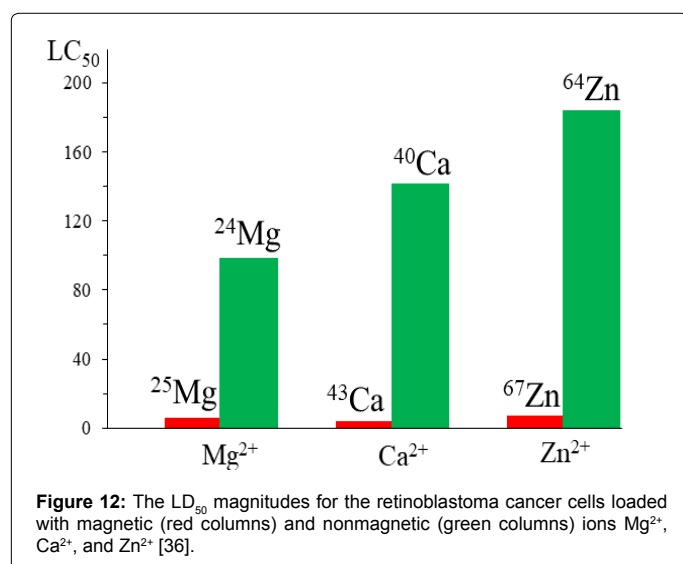 LC₅₀
200
⁶⁴Zn
160
⁴⁰Ca
120
²⁴Mg
80
40
²⁵Mg
⁴³Ca
⁶⁷Zn
0
Mg²⁺ Ca²⁺ Zn²⁺
Figure 12: The LD₅₀ magnitudes for the retinoblastoma cancer cells loaded
with magnetic (red columns) and nonmagnetic (green columns) ions Mg²⁺,
Ca²⁺, and Zn²⁺ [36].